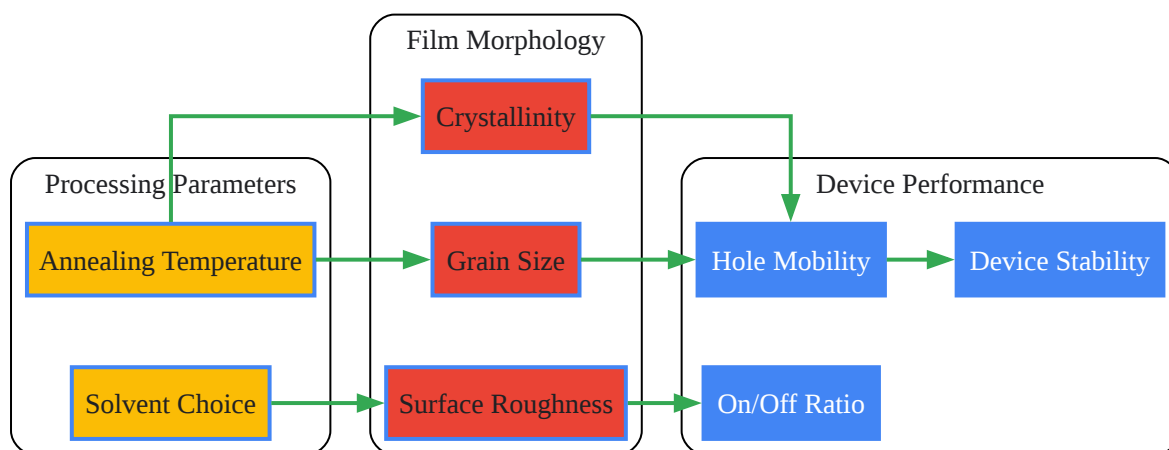 Film Morphology
Crystallinity
Processing Parameters
Device Performance
Annealing Temperature
Grain Size
Hole Mobility
Device Stability
Solvent Choice
Surface Roughness
On/Off Ratio